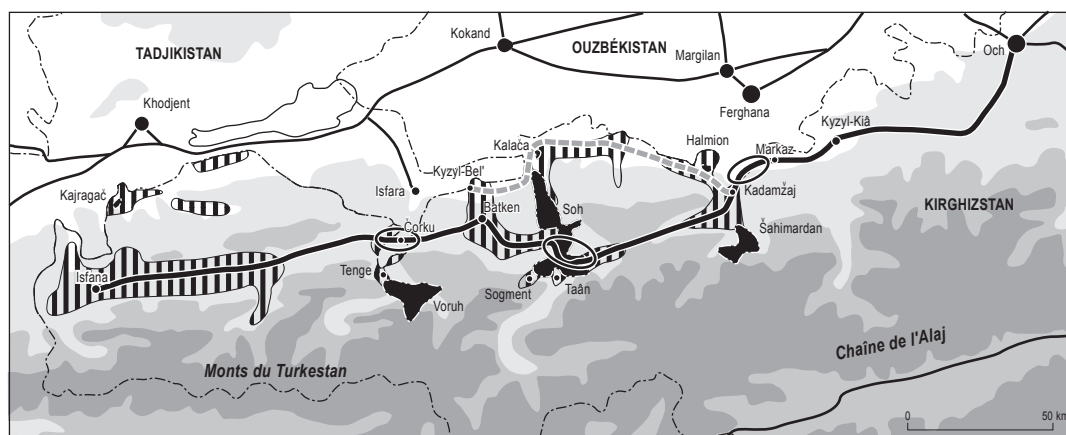 TADJIKISTAN
Kokand
OUZBÉKISTAN
Margilan
Och
Khodjent
Ferghana
Kyzyl-Kiâ
Kalača
Halmion
Markaz
Kajragač
Isfara
Kyzyl-Bel'
Kadamžaj
Batken
Soh
KIRGHIZSTAN
Čorku
Šahimardan
Isfana
Tenge
Sogment
Taân
Voruh
Chaîne de l'Alaj
Monts du Turkestan
0 50 km